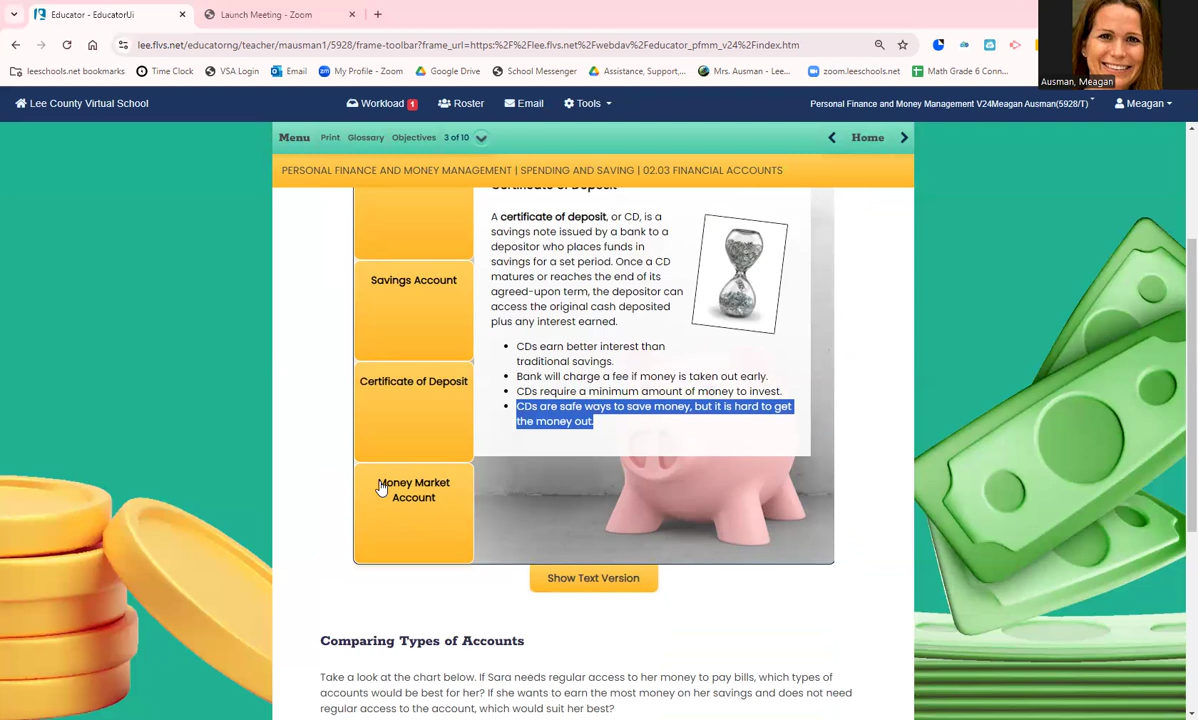 Educator - EducatorUi
Launch Meeting - Zoom
lee.flvs.net/educatorng/teacher/mausman1/5928/frame-toolbar?frame_url=https:%2F%2Flee.flvs.net%2Fwebdav%2Feducator_pfmm_v24%2Findex.htm
leeschools.net bookmarks
Time Clock
VSA Login
Email
My Profile - Zoom
Google Drive
School Messenger
Assistance, Support,...
Mrs. Ausman - Lee...
zoom.leeschools.net
Math Grade 6 Conn...
Ausman, Meagan
Lee County Virtual School
Workload 1
Roster
Email
Tools
Personal Finance and Money Management V24Meagan Ausman(5928/T)
Meagan
Menu
Print
Glossary
Objectives
3 of 10
Home
PERSONAL FINANCE AND MONEY MANAGEMENT | SPENDING AND SAVING | 02.03 FINANCIAL ACCOUNTS
Certificate of Deposit
A certificate of deposit, or CD, is a
savings note issued by a bank to a
depositor who places funds in
savings for a set period. Once a CD
matures or reaches the end of its
agreed-upon term, the depositor can
access the original cash deposited
plus any interest earned.
• CDs earn better interest than
traditional savings.
• Bank will charge a fee if money is taken out early.
• CDs require a minimum amount of money to invest.
• CDs are safe ways to save money, but it is hard to get
the money out.
Savings Account
Certificate of Deposit
Money Market
Account
Show Text Version
Comparing Types of Accounts
Take a look at the chart below. If Sara needs regular access to her money to pay bills, which types of
accounts would be best for her? If she wants to earn the most money on her savings and does not need
regular access to the account, which would suit her best?